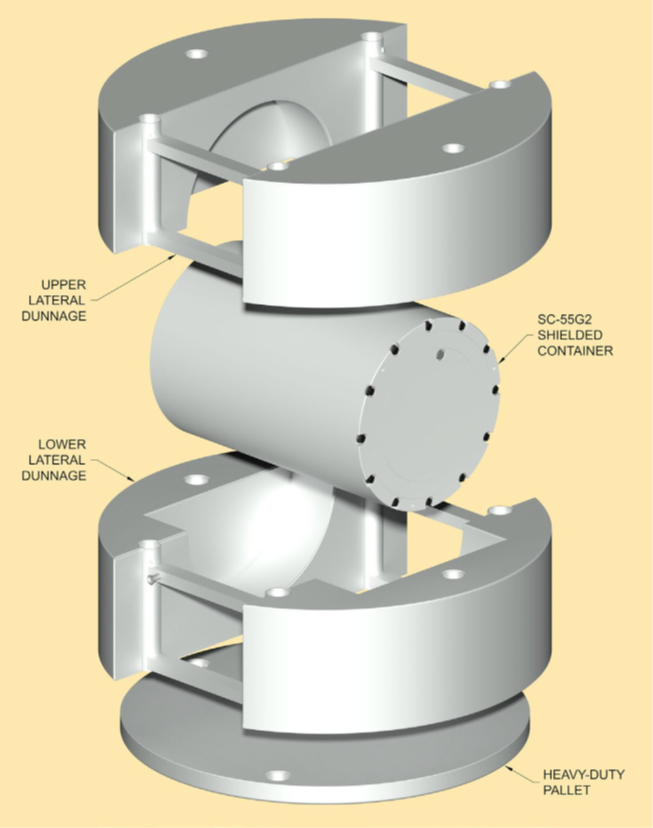 UPPER
LATERAL
DUNNAGE
SC-55G2
SHIELDED
CONTAINER
LOWER
LATERAL
DUNNAGE
HEAVY-DUTY
PALLET